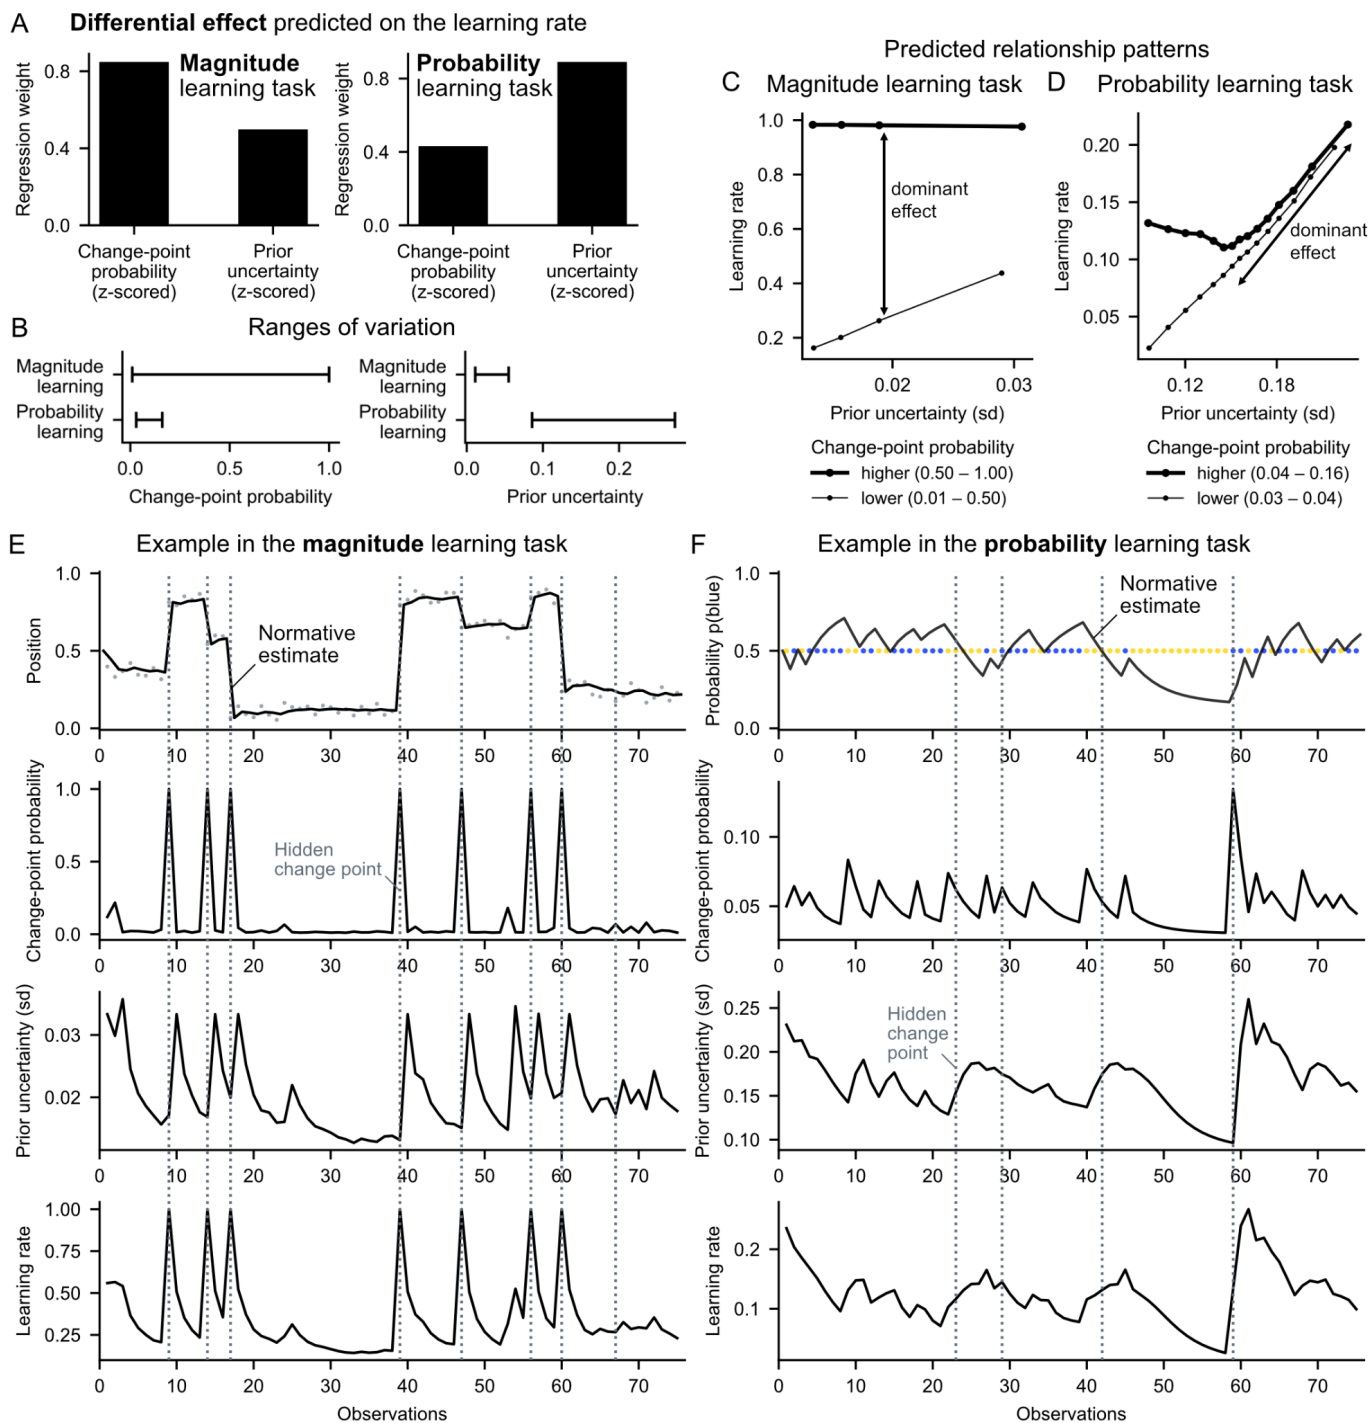 A Differential effect predicted on the learning rate
Regression weight
0.8
0.4
0.0
Magnitude
learning task
Change-point
probability
(z-scored)
Prior
uncertainty
(z-scored)
Regression weight
0.8
0.4
0.0
Probability
learning task
Change-point
probability
(z-scored)
Prior
uncertainty
(z-scored)
B Ranges of variation
Magnitude
learning
Probability
learning
0.0 0.5 1.0
Change-point probability
Magnitude
learning
Probability
learning
0.0 0.1 0.2
Prior uncertainty
Predicted relationship patterns
C Magnitude learning task
Learning rate
1.0
0.8
0.6
0.4
0.2
dominant
effect
0.02 0.03
Prior uncertainty (sd)
Change-point probability
higher (0.50 – 1.00)
lower (0.01 – 0.50)
D Probability learning task
Learning rate
0.20
0.15
0.10
0.05
dominant
effect
0.12 0.18
Prior uncertainty (sd)
Change-point probability
higher (0.04 – 0.16)
lower (0.03 – 0.04)
E Example in the magnitude learning task
Position
1.0
0.5
0.0
Normative
estimate
0 10 20 30 40 50 60 70
Change-point probability
1.0
0.5
0.0
Hidden
change point
0 10 20 30 40 50 60 70
Prior uncertainty (sd)
0.03
0.02
0 10 20 30 40 50 60 70
Learning rate
1.00
0.75
0.50
0.25
0 10 20 30 40 50 60 70
Observations
F Example in the probability learning task
Probability p(blue)
1.0
0.5
0.0
Normative
estimate
0 10 20 30 40 50 60 70
Change-point probability
0.10
0.05
0 10 20 30 40 50 60 70
Prior uncertainty (sd)
0.25
0.20
0.15
0.10
Hidden
change
point
0 10 20 30 40 50 60 70
Learning rate
0.2
0.1
0 10 20 30 40 50 60 70
Observations